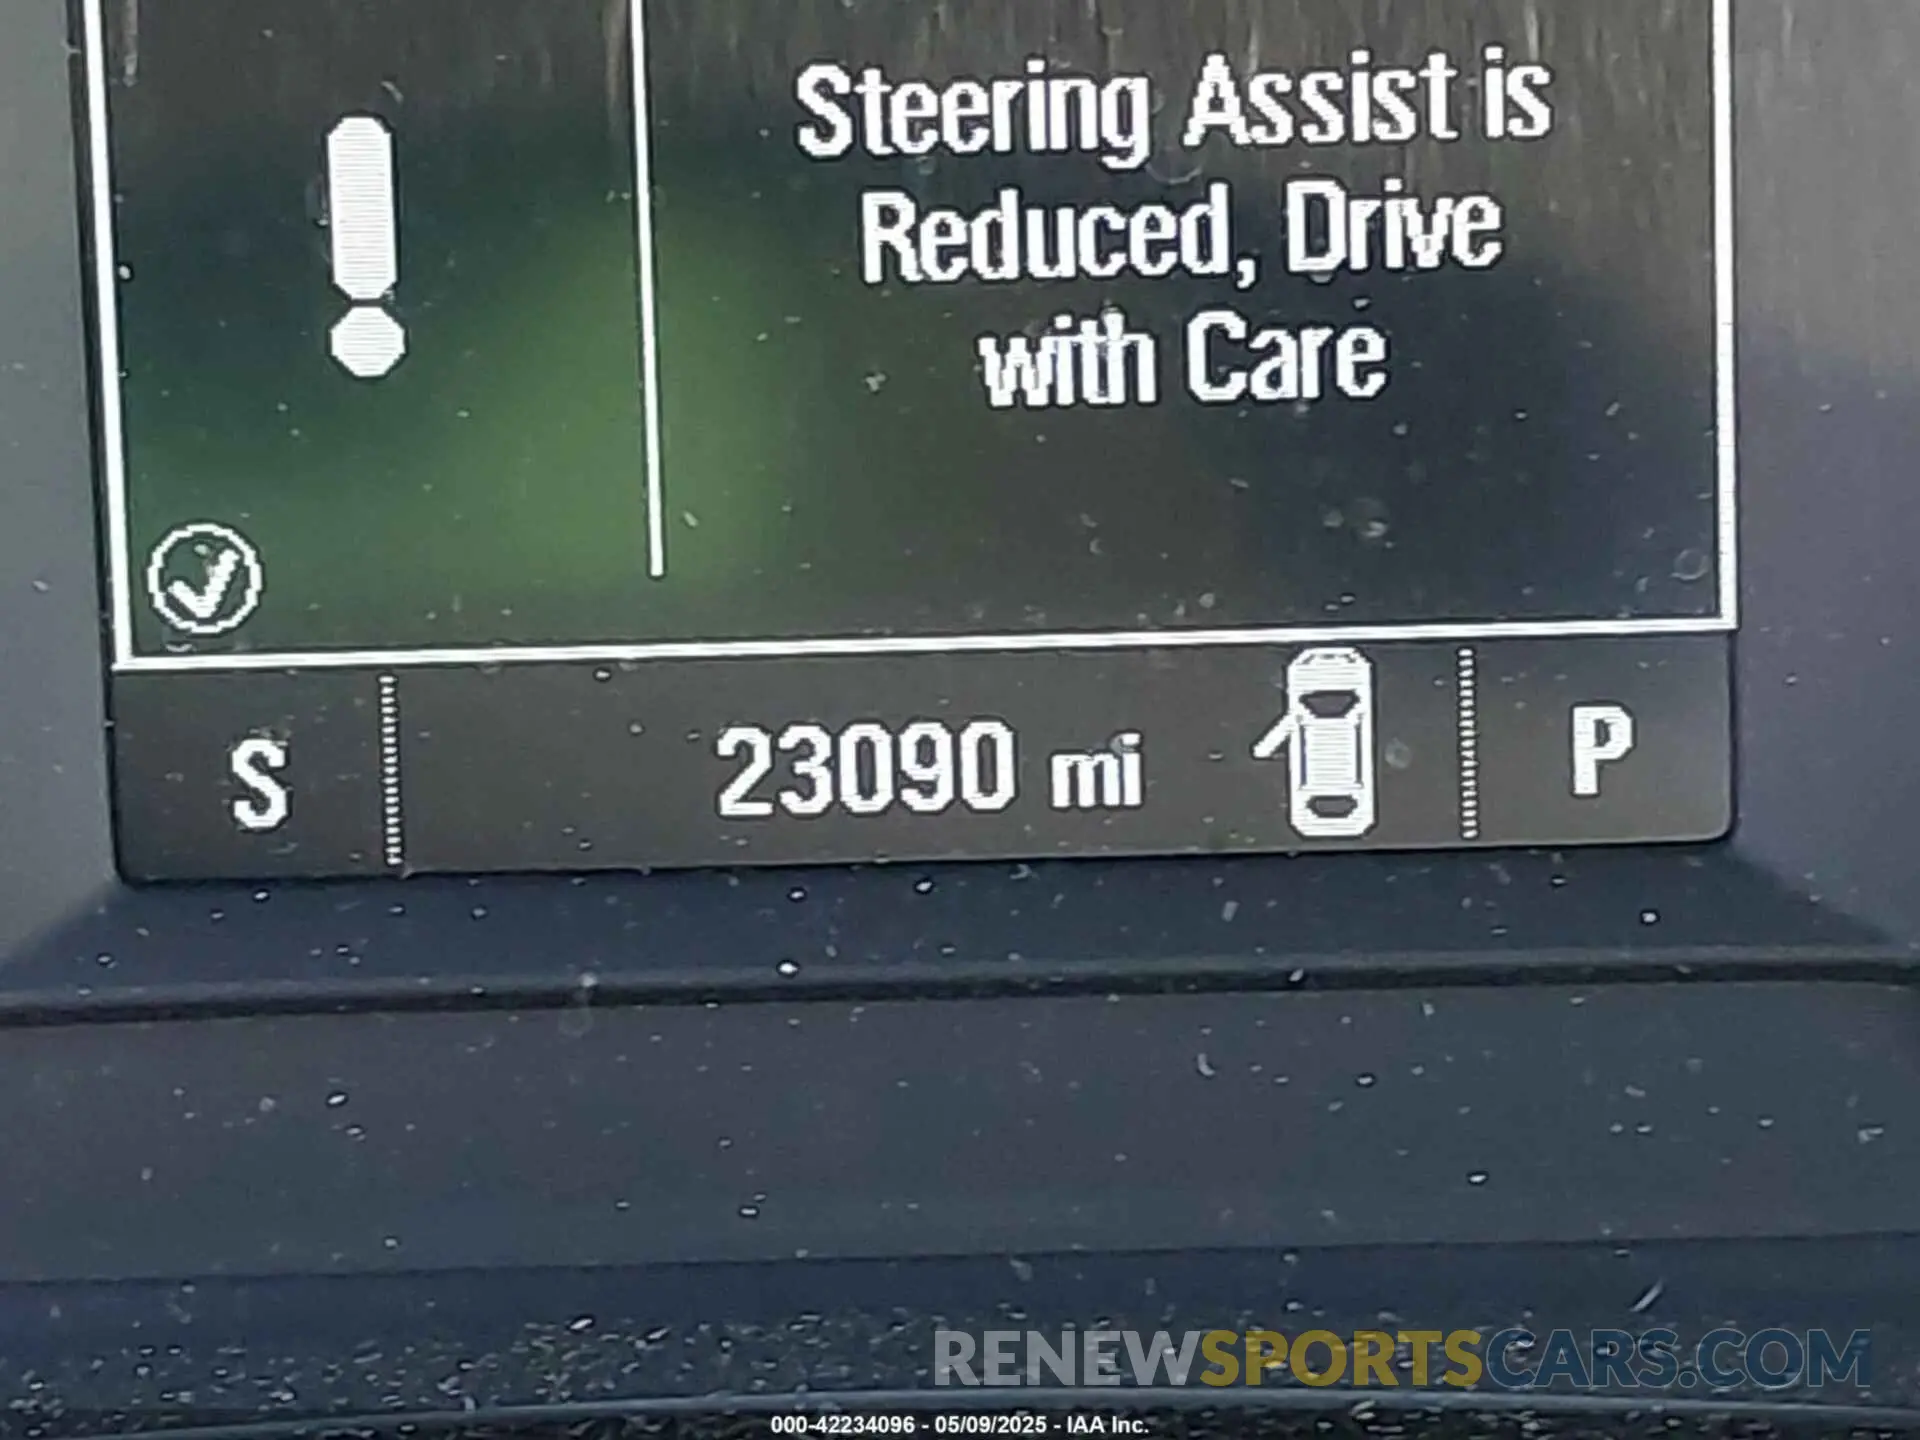 Steering Assist is
Reduced, Drive
with Care
S 23090 mi P
RENEWSPORTSCARS.COM
000-42234096 - 05/09/2025 - IAA Inc.